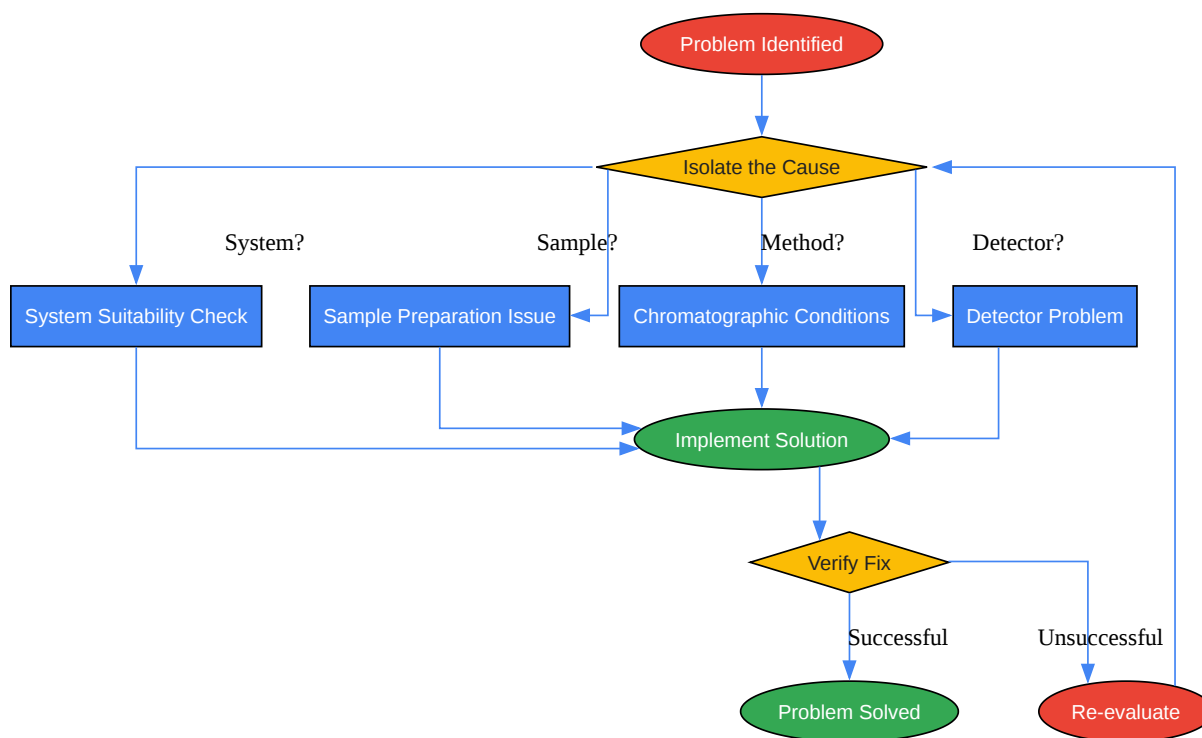 Problem Identified
Isolate the Cause
System?
Sample?
Method?
Detector?
System Suitability Check
Sample Preparation Issue
Chromatographic Conditions
Detector Problem
Implement Solution
Verify Fix
Successful
Unsuccessful
Problem Solved
Re-evaluate